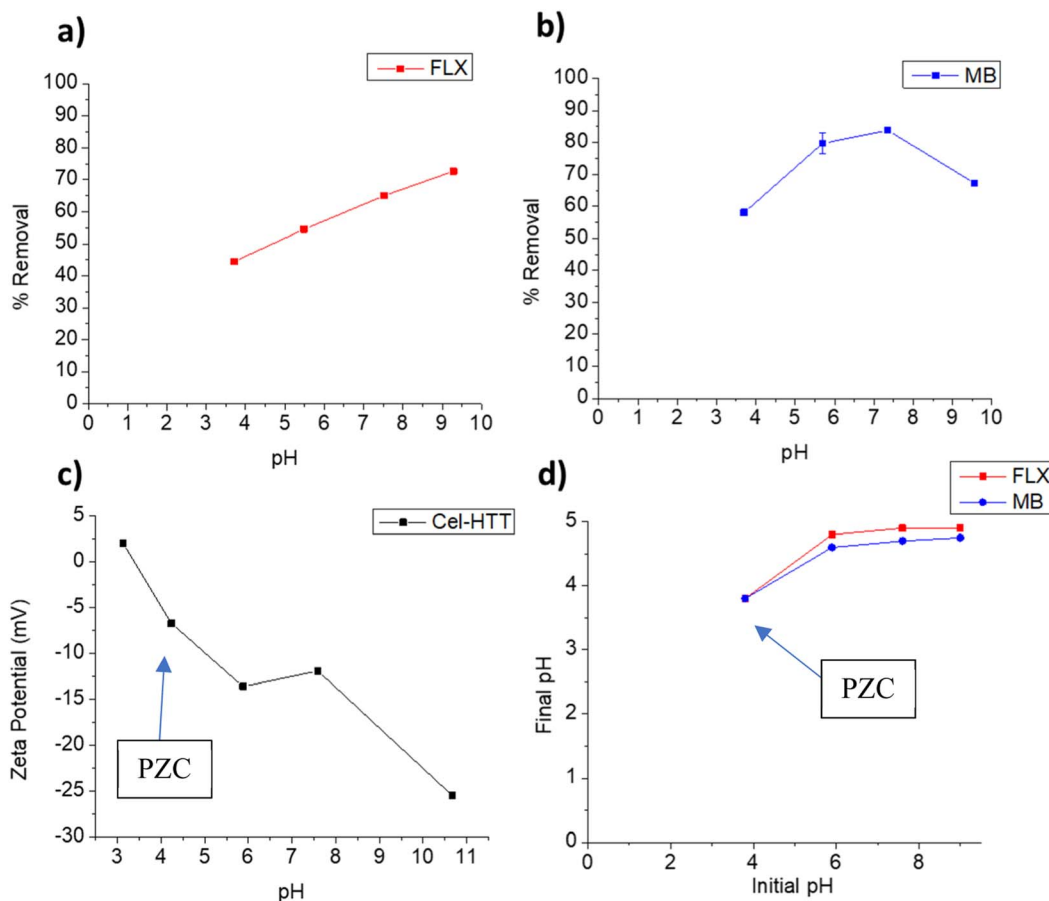 a)
FLX
100
90
80
70
60
50
40
30
20
10
0
% Removal
0 1 2 3 4 5 6 7 8 9 10
pH
b)
MB
100
90
80
70
60
50
40
30
20
10
0
% Removal
0 1 2 3 4 5 6 7 8 9 10
pH
c)
Cel-HTT
5
0
-5
-10
-15
-20
-25
-30
Zeta Potential (mV)
PZC
3 4 5 6 7 8 9 10 11
pH
d)
FLX
MB
5
4
3
2
1
0
Final pH
PZC
0 2 4 6 8
Initial pH